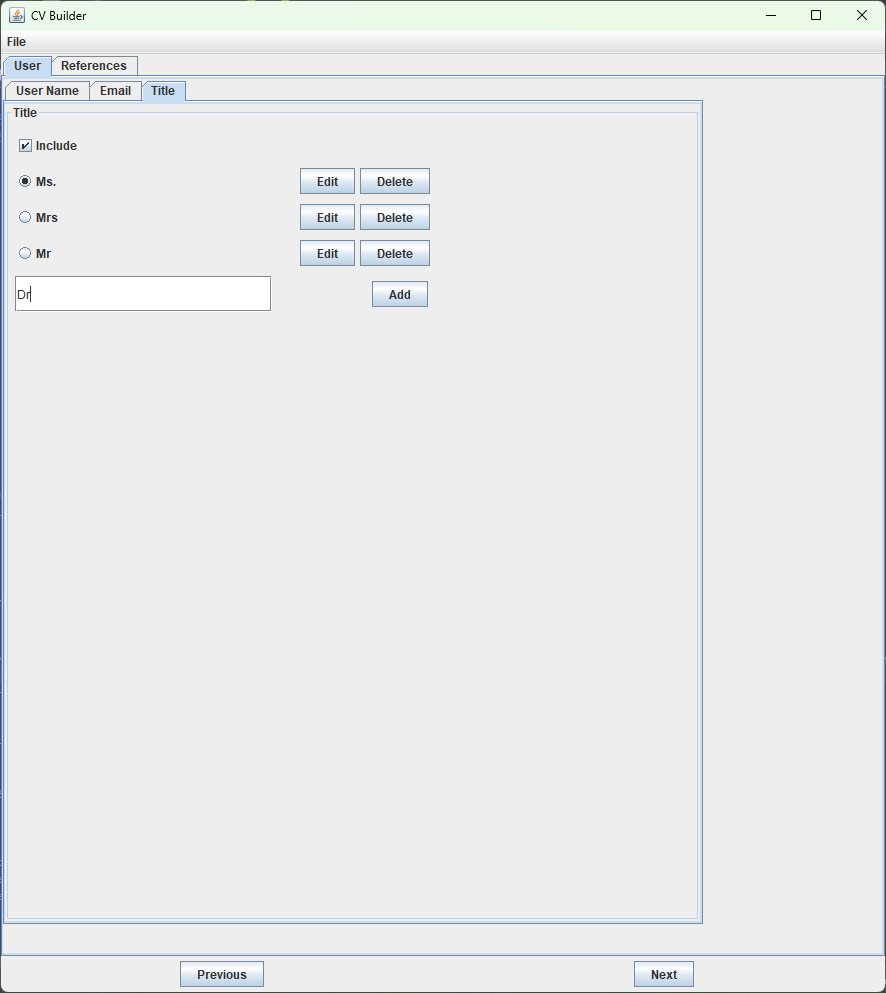 CV Builder
File
User References
User Name Email Title
Title
Include
Ms. Edit Delete
Mrs Edit Delete
Mr Edit Delete
Dr Add
Previous Next